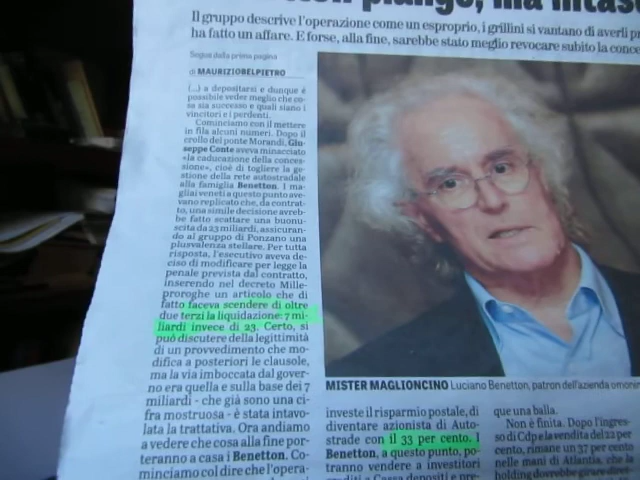 piange, ma incas
Il gruppo descrive l'operazione come un esproprio, i grillini si vantano di averli pr
ha fatto un affare. E forse, alla fine, sarebbe stato meglio revocare subito la conce
Segue dalla prima pagina
di MAURIZIO BELPIETRO
(...) a depositarsi e dunque è
possibile veder meglio che co-
sa sia successo e quali siano i
vincitori e i perdenti.
Cominciamo con il mettere
in fila alcuni numeri. Dopo il
crollo del ponte Morandi, Giu-
seppe Conte aveva minacciato
«la caducazione della conces-
sione», cioè di togliere la ge-
stione della rete autostradale
alla famiglia Benetton. I ma-
gliai veneti a questo punto ave-
vano replicato che, da contrat-
to, una simile decisione avreb-
be fatto scattare una buonu-
scita da 23 miliardi, assicuran-
do al gruppo di Ponzano una
plusvalenza stellare. Per tutta
risposta, l'esecutivo aveva de-
ciso di modificare per legge la
penale prevista dal contratto,
inserendo nel decreto Mille-
proroghe un articolo che di
fatto faceva scendere di oltre
due terzi la liquidazione: 7 mi-
liardi invece di 23. Certo, si
può discutere della legittimità
di un provvedimento che mo-
difica a posteriori le clausole,
ma la via imboccata dal gover-
no era quella e sulla base dei 7
miliardi - che già sono una ci-
fra mostruosa - è stata intavo-
lata la trattativa. Ora andiamo
a vedere che cosa alla fine por-
teranno a casa i Benetton. Co-
minciamo col dire che l'opera-
MISTER MAGLIONCINO Luciano Benetton, patron dell'azienda omonim
investe il risparmio postale, di
diventare azionista di Auto-
strade con il 33 per cento. I
Benetton, a questo punto, po-
tranno vendere a investitori
que una balla.
Non è finita. Dopo l'ingres-
so di Cdp e la vendita del 22 per
cento, rimane un 37 per cento
nelle mani di Atlantia, che la